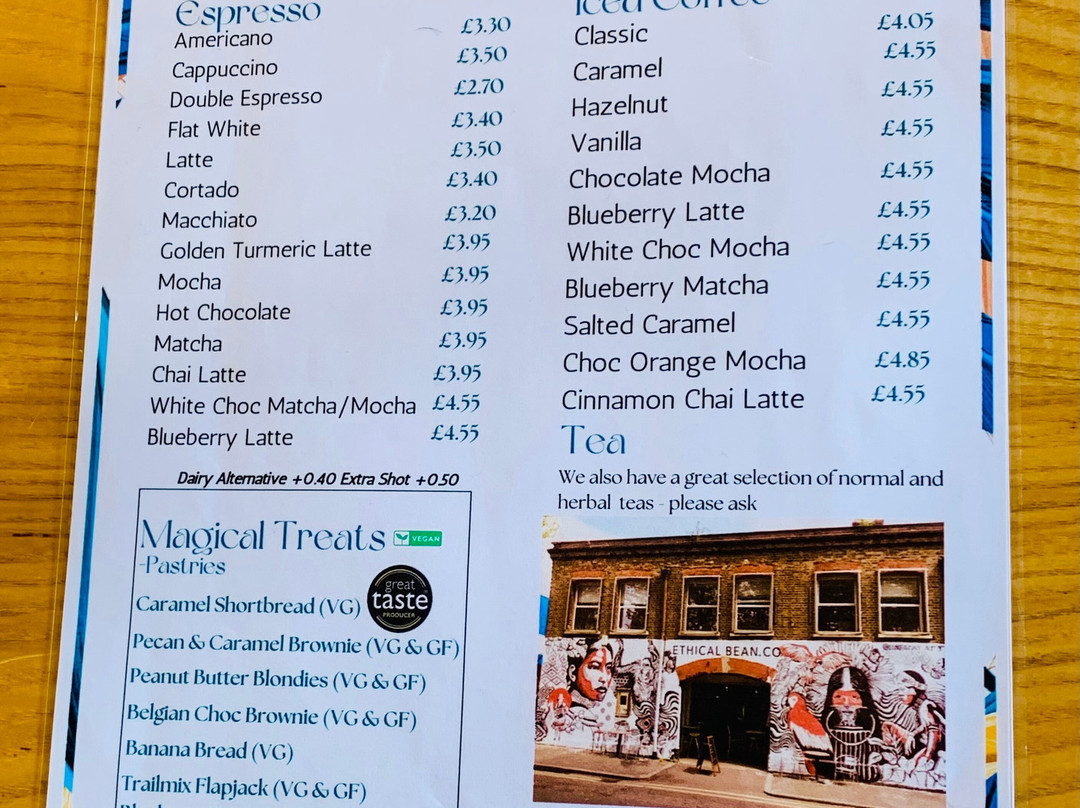 Espresso
Americano £3.30
Cappuccino £3.50
Double Espresso £2.70
Flat White £3.40
Latte £3.50
Cortado £3.40
Macchiato £3.20
Golden Turmeric Latte £3.95
Mocha £3.95
Hot Chocolate £3.95
Matcha £3.95
Chai Latte £3.95
White Choc Matcha/Mocha £4.55
Blueberry Latte £4.55
Dairy Alternative +0.40 Extra Shot +0.50
Magical Treats VEGAN
-Pastries
great
taste
PRODUCER
Caramel Shortbread (VG)
Pecan & Caramel Brownie (VG & GF)
Peanut Butter Blondies (VG & GF)
Belgian Choc Brownie (VG & GF)
Banana Bread (VG)
Trailmix Flapjack (VG & GF)
Iced Coffee
Classic £4.05
Caramel £4.55
Hazelnut £4.55
Vanilla £4.55
Chocolate Mocha £4.55
Blueberry Latte £4.55
White Choc Mocha £4.55
Blueberry Matcha £4.55
Salted Caramel £4.55
Choc Orange Mocha £4.85
Cinnamon Chai Latte £4.55
Tea
We also have a great selection of normal and
herbal teas - please ask
ETHICAL BEAN.CO